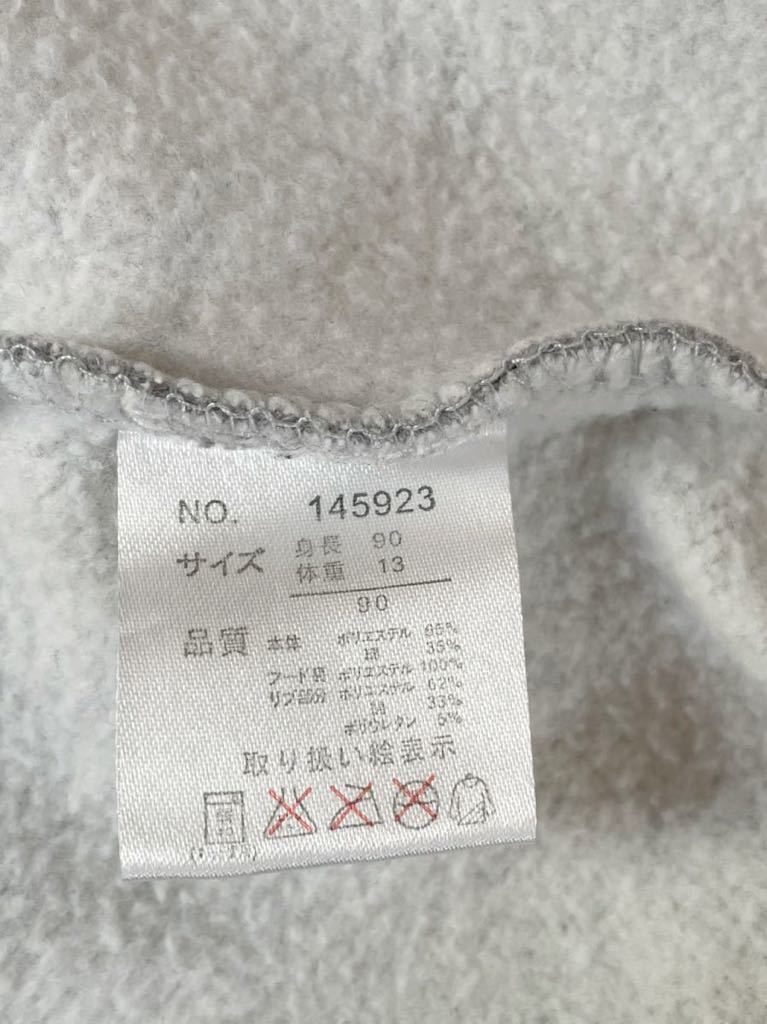 NO. 145923
サイズ 身長 90
体重 13
90
品質 本体 ポリエステル 65%
綿 35%
フード袋 ポリエステル 100%
リブ部分 ポリエステル 62%
綿 33%
ポリウレタン 5%
取り扱い絵表示